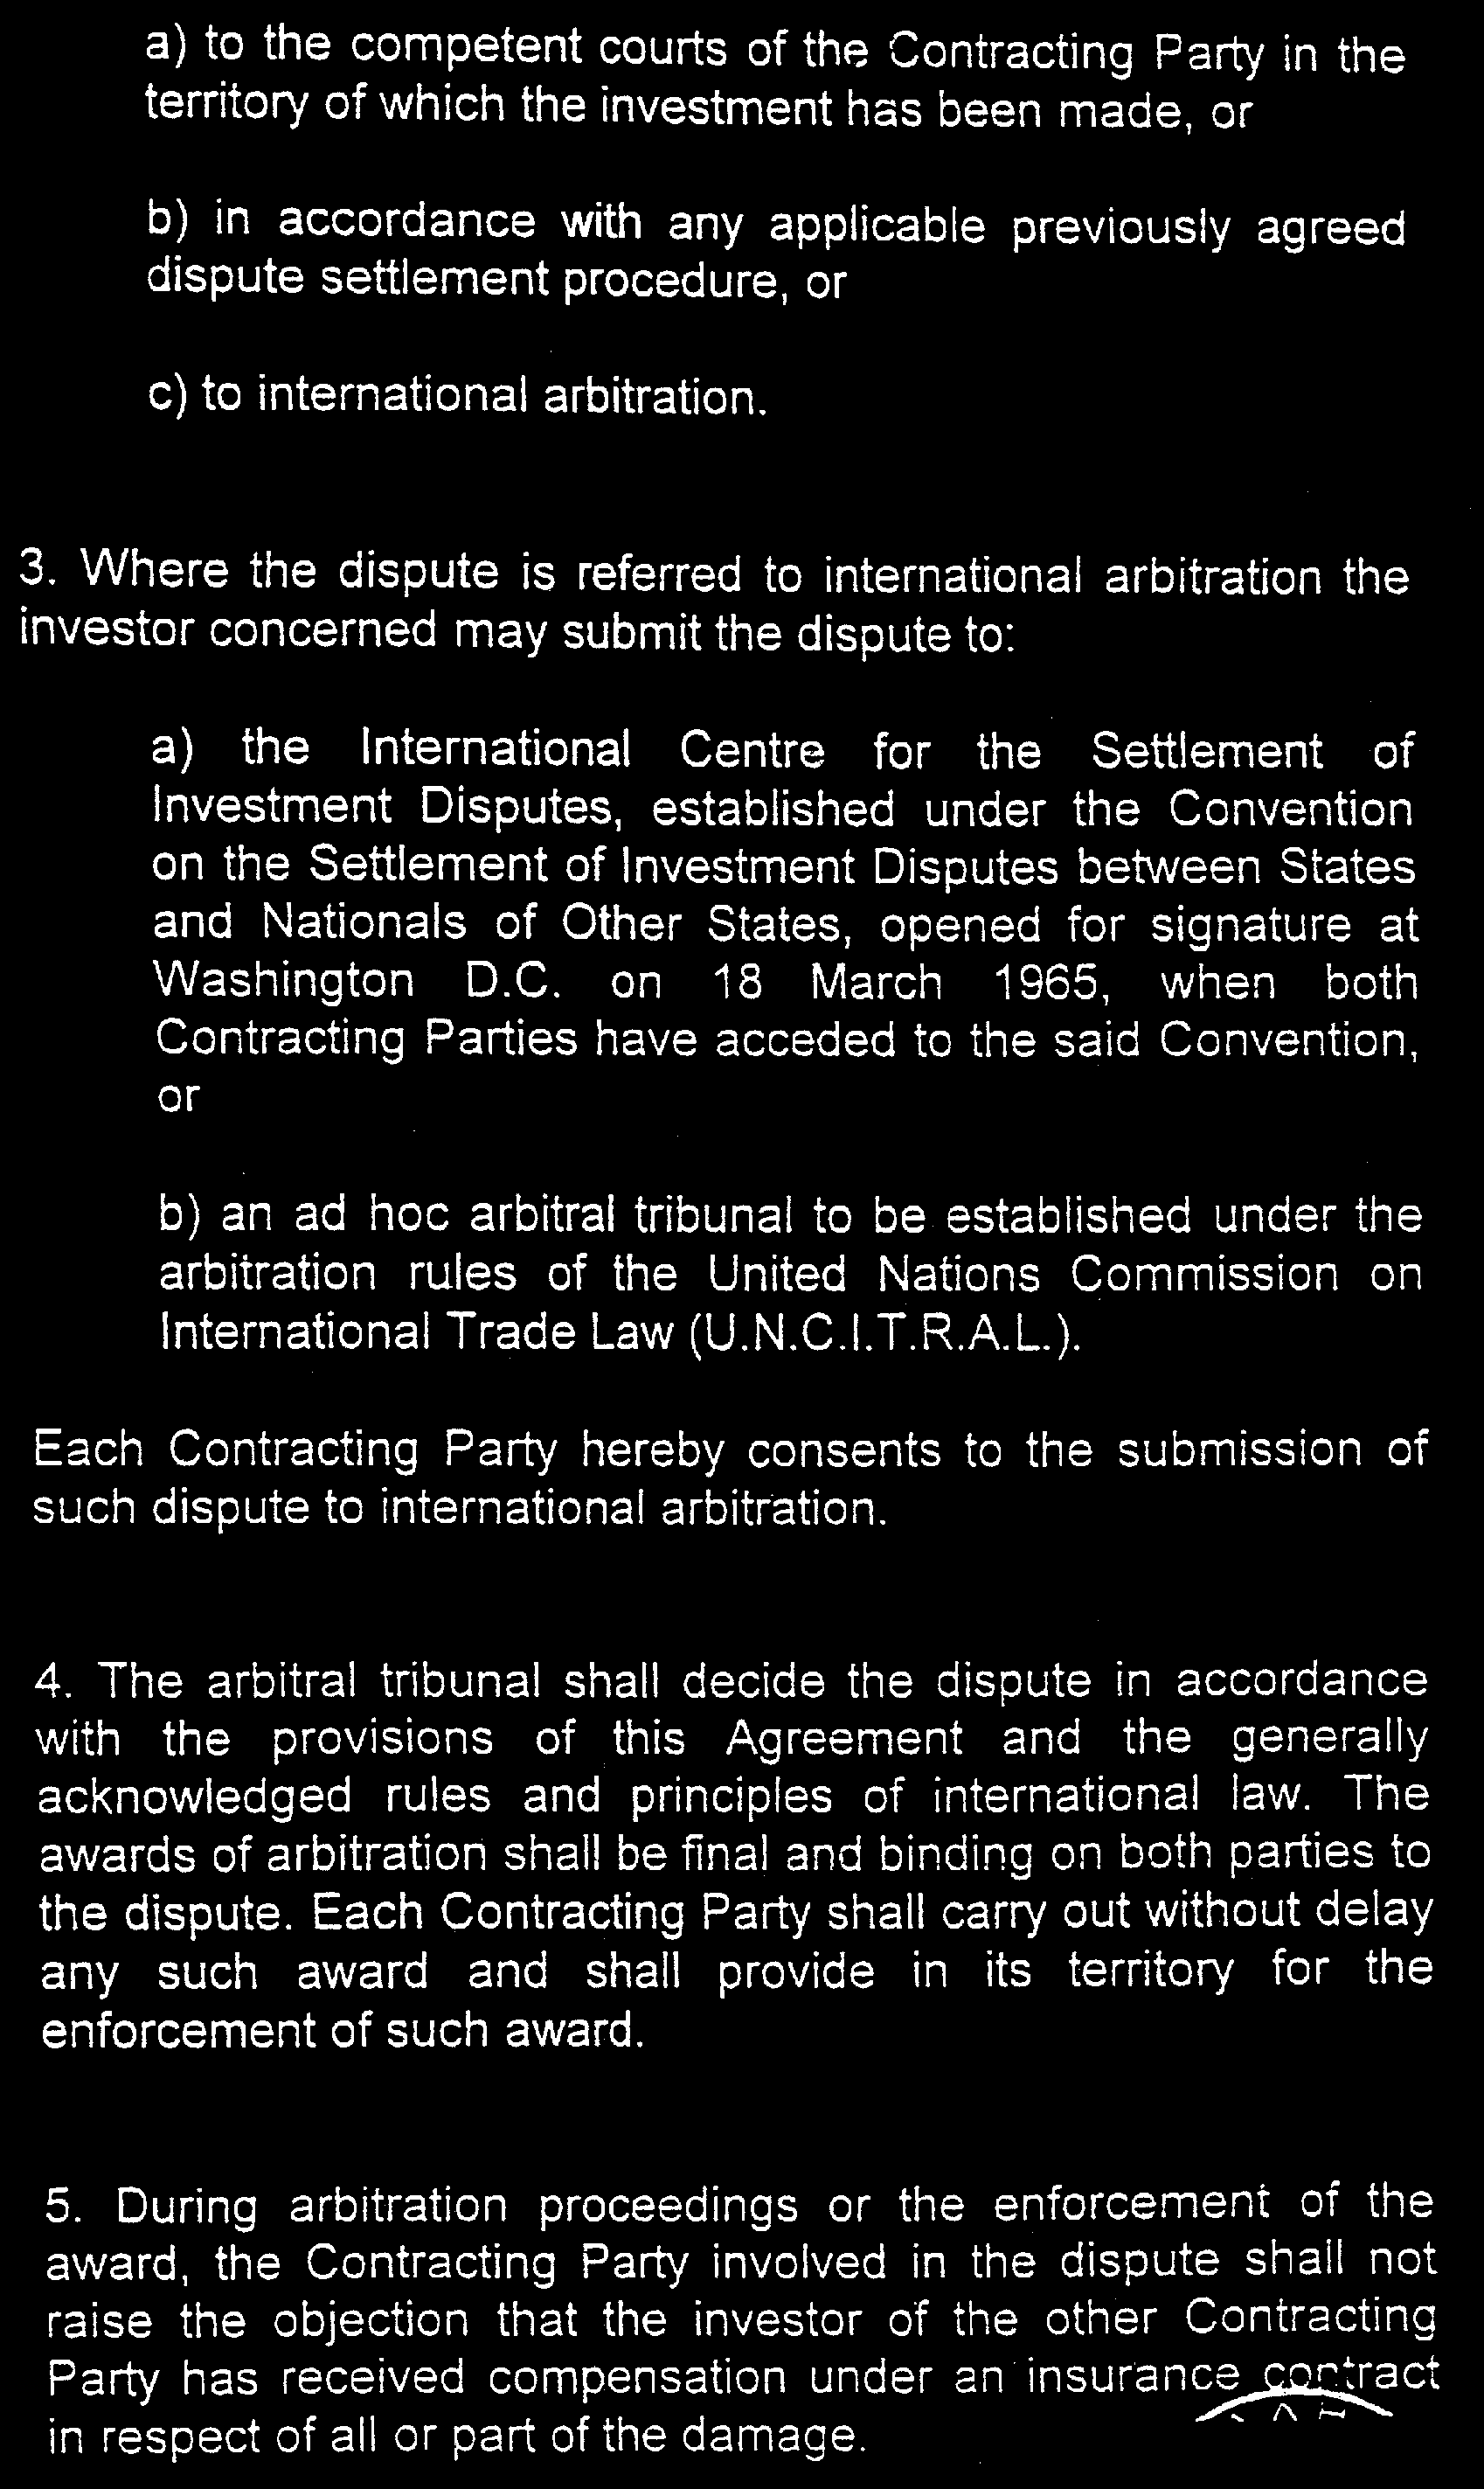 a) to the competent courts of the Contracting Party in the
territory of which the investment has been made, or
b) in accordance with any applicable previously agreed
dispute settlement procedure, or
c) to international arbitration.
3. Where the dispute is referred to international arbitration the
investor concerned may submit the dispute to:
a) the International Centre for the Settlement of
Investment Disputes, established under the Convention
on the Settlement of Investment Disputes between States
and Nationals of Other States, opened for signature at
Washington D.C. on 18 March 1965, when both
Contracting Parties have acceded to the said Convention,
or
b) an ad hoc arbitral tribunal to be established under the
arbitration rules of the United Nations Commission on
International Trade Law (U.N.C.I.T.R.A.L.).
Each Contracting Party hereby consents to the submission of
such dispute to international arbitration.
4. The arbitral tribunal shall decide the dispute in accordance
with the provisions of this Agreement and the generally
acknowledged rules and principles of international law. The
awards of arbitration shall be final and binding on both parties to
the dispute. Each Contracting Party shall carry out without delay
any such award and shall provide in its territory for the
enforcement of such award.
5. During arbitration proceedings or the enforcement of the
award, the Contracting Party involved in the dispute shall not
raise the objection that the investor of the other Contracting
Party has received compensation under an insurance contract
in respect of all or part of the damage.